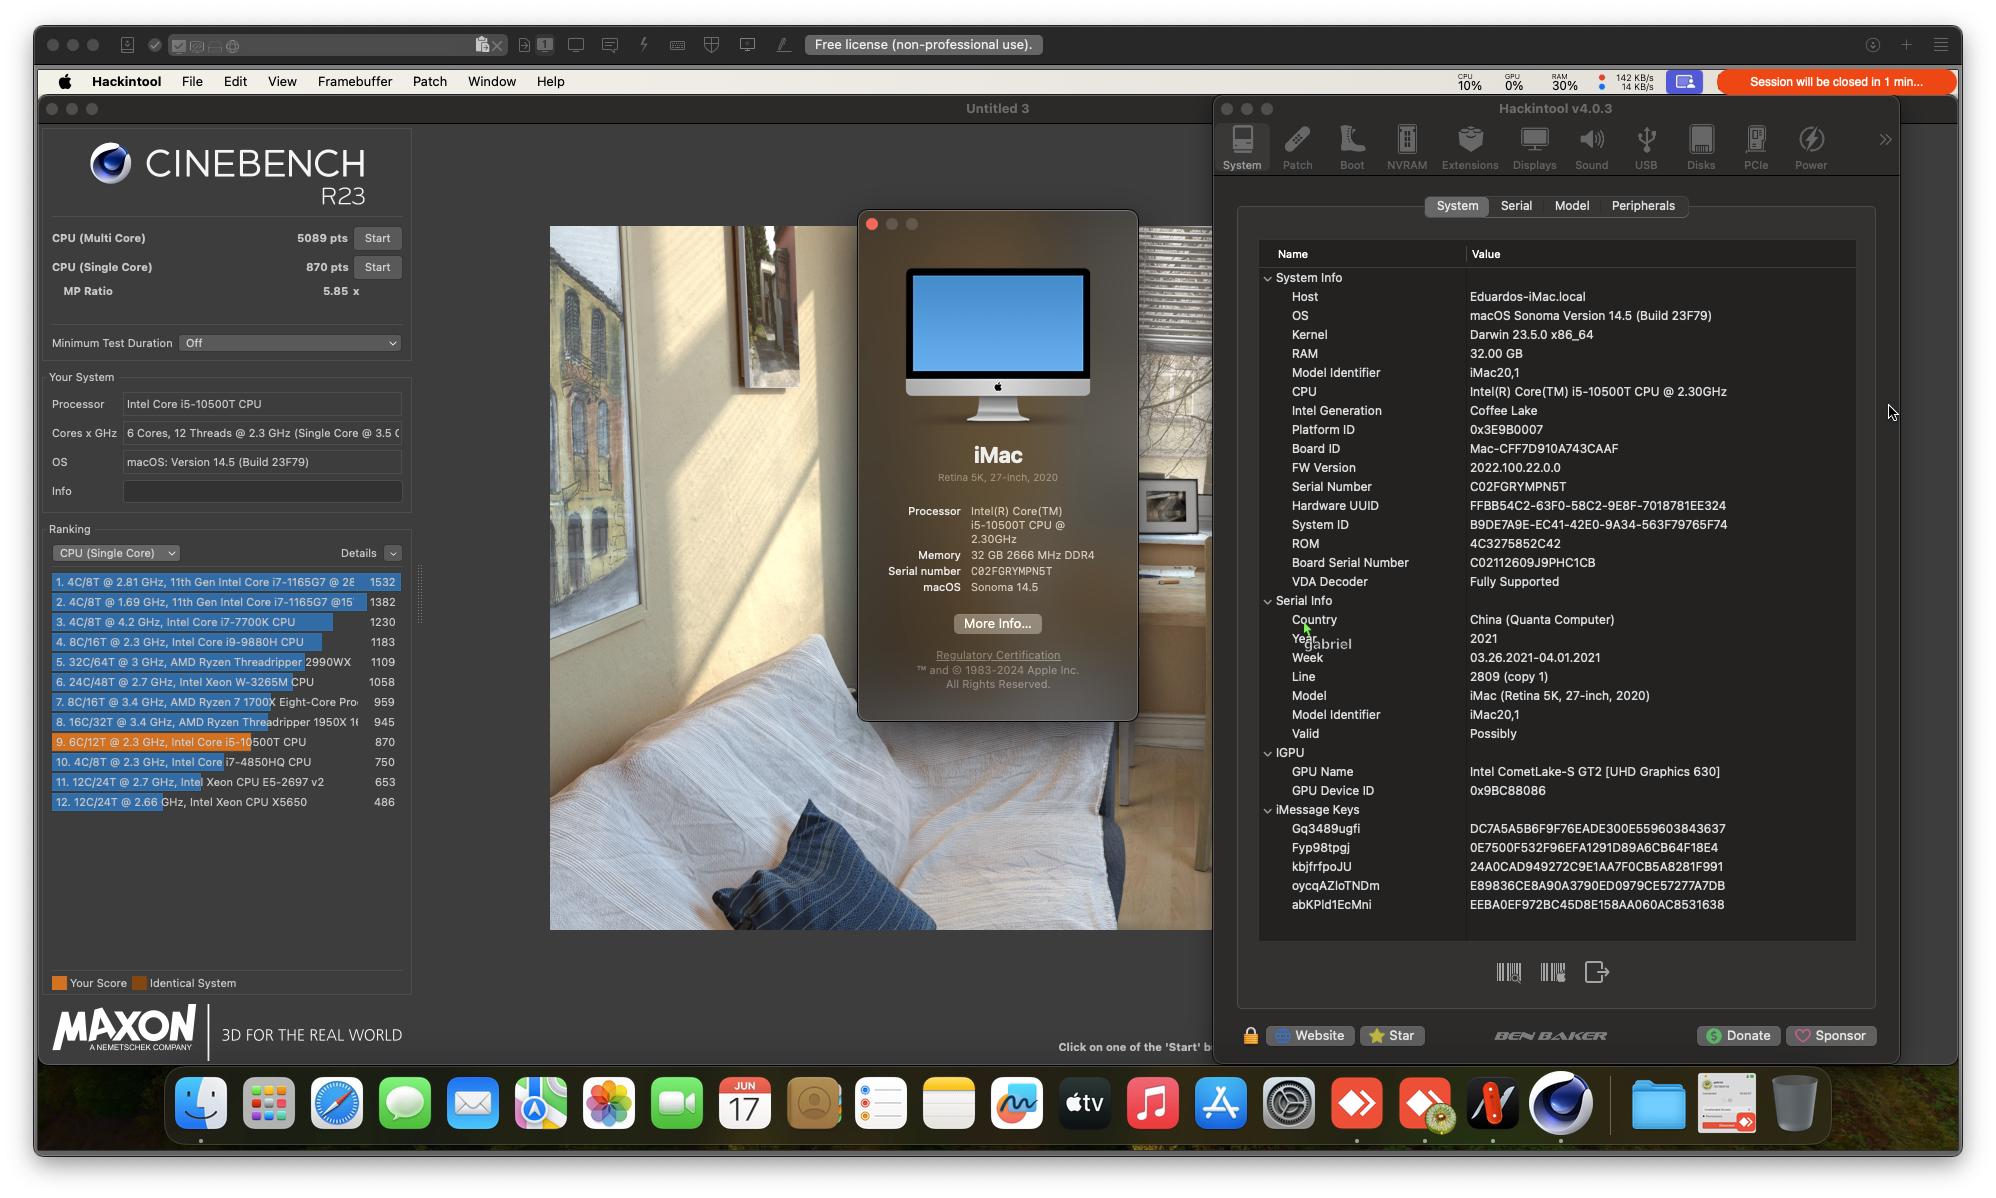 Free license (non-professional use).
Hackintool File Edit View Framebuffer Patch Window Help
CPU 10% GPU 0% RAM 30% 142 KB/s 14 KB/s
Session will be closed in 1 min...
Untitled 3
CINEBENCH
R23
CPU (Multi Core) 5089 pts Start
CPU (Single Core) 870 pts Start
MP Ratio 5.85 x
Minimum Test Duration Off
Your System
Processor Intel Core i5-10500T CPU
Cores x GHz 6 Cores, 12 Threads @ 2.3 GHz (Single Core @ 3.5 G
OS macOS: Version 14.5 (Build 23F79)
Info
Ranking
CPU (Single Core) Details
1. 4C/8T @ 2.81 GHz, 11th Gen Intel Core i7-1165G7 @ 28 1532
2. 4C/8T @ 1.69 GHz, 11th Gen Intel Core i7-1165G7 @15 1382
3. 4C/8T @ 4.2 GHz, Intel Core i7-7700K CPU 1230
4. 8C/16T @ 2.3 GHz, Intel Core i9-9880H CPU 1183
5. 32C/64T @ 3 GHz, AMD Ryzen Threadripper 2990WX 1109
6. 24C/48T @ 2.7 GHz, Intel Xeon W-3265M CPU 1058
7. 8C/16T @ 3.4 GHz, AMD Ryzen 7 1700X Eight-Core Pro 959
8. 16C/32T @ 3.4 GHz, AMD Ryzen Threadripper 1950X 16 945
9. 6C/12T @ 2.3 GHz, Intel Core i5-10500T CPU 870
10. 4C/8T @ 2.3 GHz, Intel Core i7-4850HQ CPU 750
11. 12C/24T @ 2.7 GHz, Intel Xeon CPU E5-2697 v2 653
12. 12C/24T @ 2.66 GHz, Intel Xeon CPU X5650 486
Your Score Identical System
MAXON
A NEMETSCHEK COMPANY
3D FOR THE REAL WORLD
Click on one of the 'Start' b
iMac
Retina 5K, 27-inch, 2020
Processor Intel(R) Core(TM)
i5-10500T CPU @
2.30GHz
Memory 32 GB 2666 MHz DDR4
Serial number C02FGRYMPN5T
macOS Sonoma 14.5
More Info...
Regulatory Certification
™ and © 1983-2024 Apple Inc.
All Rights Reserved.
Hackintool v4.0.3
System Patch Boot NVRAM Extensions Displays Sound USB Disks PCIe Power
System Serial Model Peripherals
Name Value
System Info
Host Eduardos-iMac.local
OS macOS Sonoma Version 14.5 (Build 23F79)
Kernel Darwin 23.5.0 x86_64
RAM 32.00 GB
Model Identifier iMac20,1
CPU Intel(R) Core(TM) i5-10500T CPU @ 2.30GHz
Intel Generation Coffee Lake
Platform ID 0x3E9B0007
Board ID Mac-CFF7D910A743CAAF
FW Version 2022.100.22.0.0
Serial Number C02FGRYMPN5T
Hardware UUID FFBB54C2-63F0-58C2-9E8F-7018781EE324
System ID B9DE7A9E-EC41-42E0-9A34-563F79765F74
ROM 4C3275852C42
Board Serial Number C02112609J9PHC1CB
VDA Decoder Fully Supported
Serial Info
Country China (Quanta Computer)
Year 2021
gabriel
Week 03.26.2021-04.01.2021
Line 2809 (copy 1)
Model iMac (Retina 5K, 27-inch, 2020)
Model Identifier iMac20,1
Valid Possibly
IGPU
GPU Name Intel CometLake-S GT2 [UHD Graphics 630]
GPU Device ID 0x9BC88086
iMessage Keys
Gq3489ugfi DC7A5A5B6F9F76EADE300E559603843637
Fyp98tpgj 0E7500F532F96EFA1291D89A6CB64F18E4
kbjfrfpoJU 24A0CAD949272C9E1AA7F0CB5A8281F991
oycqAZloTNDm E89836CE8A90A3790ED0979CE57277A7DB
abKPld1EcMni EEBA0EF972BC45D8E158AA060AC8531638
Website Star BEN BAKER Donate Sponsor
JUN
17
tv